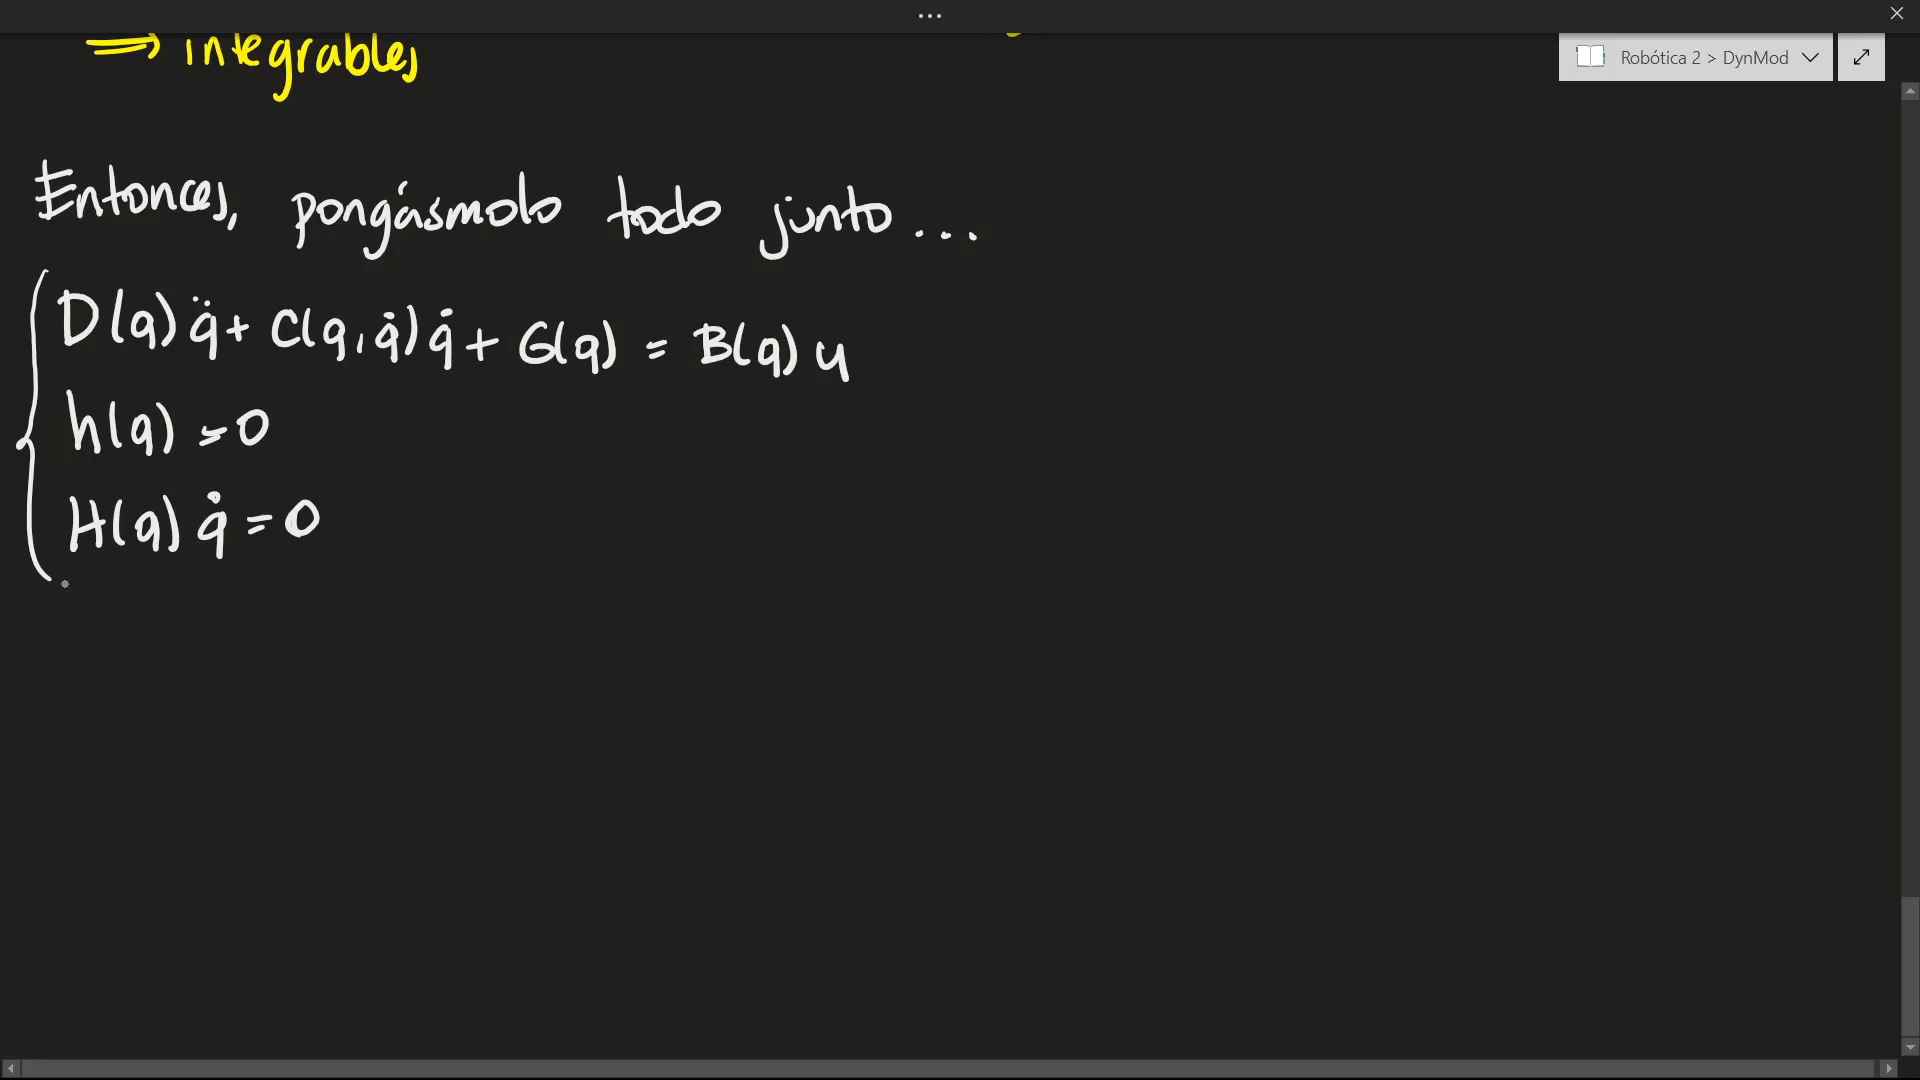 ⟹ integrables
Robótica 2 > DynMod
Entonces, pongásmolo todo junto...
D(q) q̈ + C(q, q̇) q̇ + G(q) = B(q) u
h(q) = 0
H(q) q̇ = 0